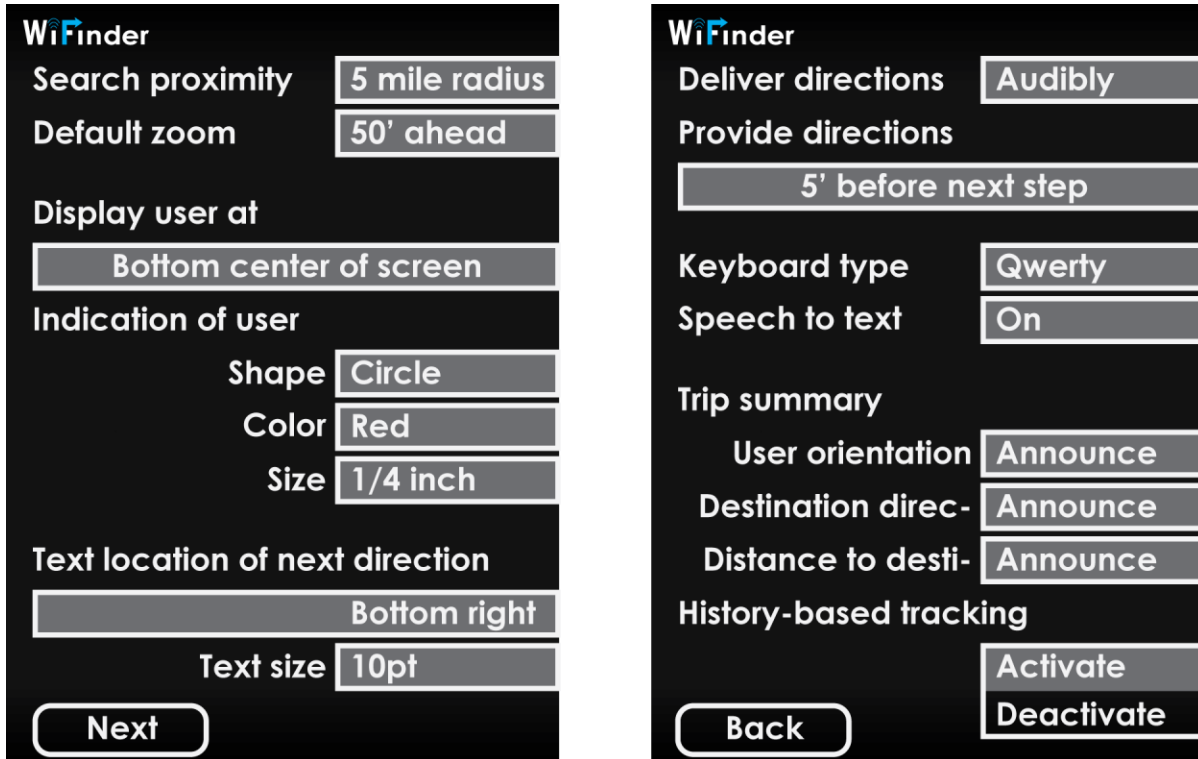 WiFinder
Search proximity 5 mile radius
Default zoom 50' ahead
Display user at
Bottom center of screen
Indication of user
Shape Circle
Color Red
Size 1/4 inch
Text location of next direction
Bottom right
Text size 10pt
Next
WiFinder
Deliver directions Audibly
Provide directions
5' before next step
Keyboard type Qwerty
Speech to text On
Trip summary
User orientation Announce
Destination direc- Announce
Distance to desti- Announce
History-based tracking
Activate
Deactivate
Back